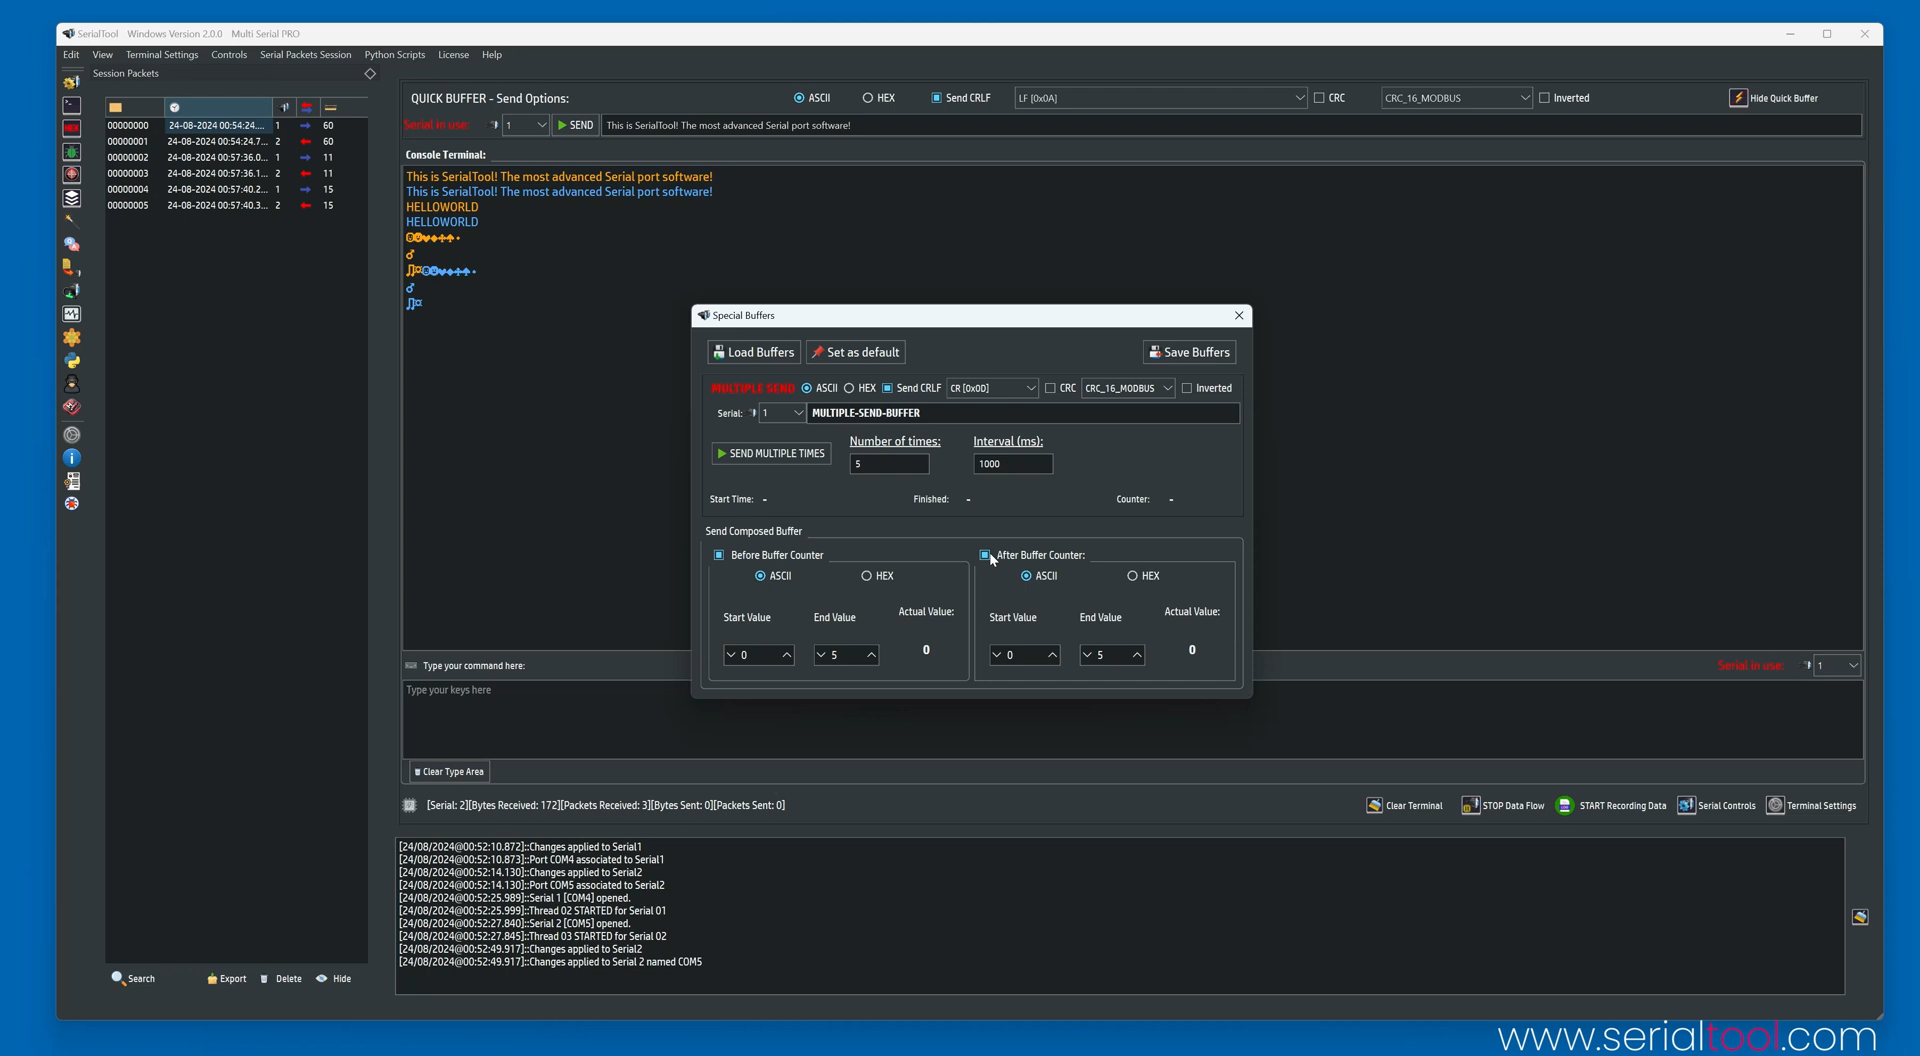 SerialTool   Windows Version 2.0.0   Multi Serial PRO
Edit View Terminal Settings Controls Serial Packets Session Python Scripts License Help
Session Packets
00000000 24-08-2024 00:54:24.... 1 60
00000001 24-08-2024 00:54:24.7... 2 60
00000002 24-08-2024 00:57:36.0... 1 11
00000003 24-08-2024 00:57:36.1... 2 11
00000004 24-08-2024 00:57:40.2... 1 15
00000005 24-08-2024 00:57:40.3... 2 15
Search Export Delete Hide
QUICK BUFFER - Send Options: ASCII HEX Send CRLF LF [0x0A] CRC CRC_16_MODBUS Inverted Hide Quick Buffer
Serial in use: 1 SEND This is SerialTool! The most advanced Serial port software!
Console Terminal:
This is SerialTool! The most advanced Serial port software!
This is SerialTool! The most advanced Serial port software!
HELLOWORLD
HELLOWORLD
Special Buffers
Load Buffers Set as default Save Buffers
MULTIPLE SEND ASCII HEX Send CRLF CR [0x0D] CRC CRC_16_MODBUS Inverted
Serial: 1 MULTIPLE-SEND-BUFFER
SEND MULTIPLE TIMES Number of times: Interval (ms):
5 1000
Start Time: - Finished: - Counter: -
Send Composed Buffer
Before Buffer Counter After Buffer Counter:
ASCII HEX ASCII HEX
Start Value End Value Actual Value: Start Value End Value Actual Value:
0 5 0 0 5 0
Type your command here: Serial in use: 1
Type your keys here
Clear Type Area
[Serial: 2][Bytes Received: 172][Packets Received: 3][Bytes Sent: 0][Packets Sent: 0] Clear Terminal STOP Data Flow START Recording Data Serial Controls Terminal Settings
[24/08/2024@00:52:10.872]::Changes applied to Serial1
[24/08/2024@00:52:10.873]::Port COM4 associated to Serial1
[24/08/2024@00:52:14.130]::Changes applied to Serial2
[24/08/2024@00:52:14.130]::Port COM5 associated to Serial2
[24/08/2024@00:52:25.989]::Serial 1 [COM4] opened.
[24/08/2024@00:52:25.999]::Thread 02 STARTED for Serial 01
[24/08/2024@00:52:27.840]::Serial 2 [COM5] opened.
[24/08/2024@00:52:27.845]::Thread 03 STARTED for Serial 02
[24/08/2024@00:52:49.917]::Changes applied to Serial2
[24/08/2024@00:52:49.917]::Changes applied to Serial 2 named COM5
www.serialtool.com